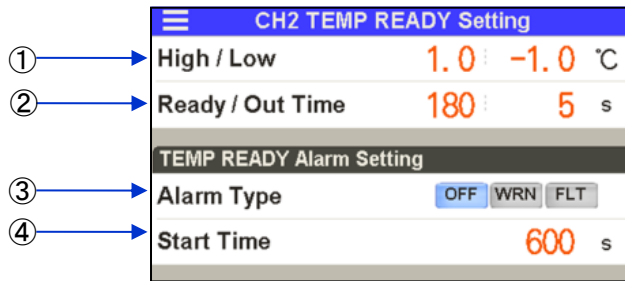 CH2 TEMP READY Setting
① High / Low 1.0 -1.0 ℃
② Ready / Out Time 180 5 s
TEMP READY Alarm Setting
③ Alarm Type OFF WRN FLT
④ Start Time 600 s